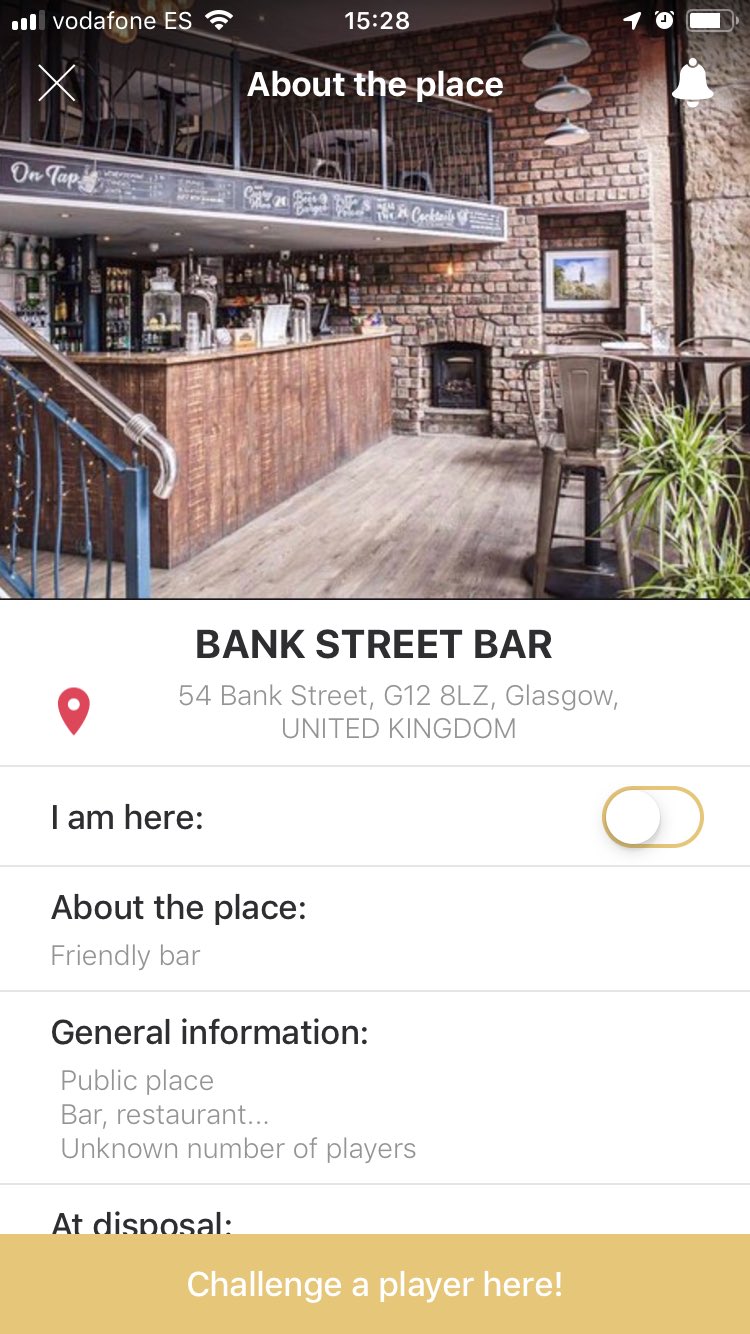 vodafone ES
15:28
About the place
On Tap
Cocktails
BANK STREET BAR
54 Bank Street, G12 8LZ, Glasgow,
UNITED KINGDOM
I am here:
About the place:
Friendly bar
General information:
Public place
Bar, restaurant...
Unknown number of players
At disposal:
Challenge a player here!